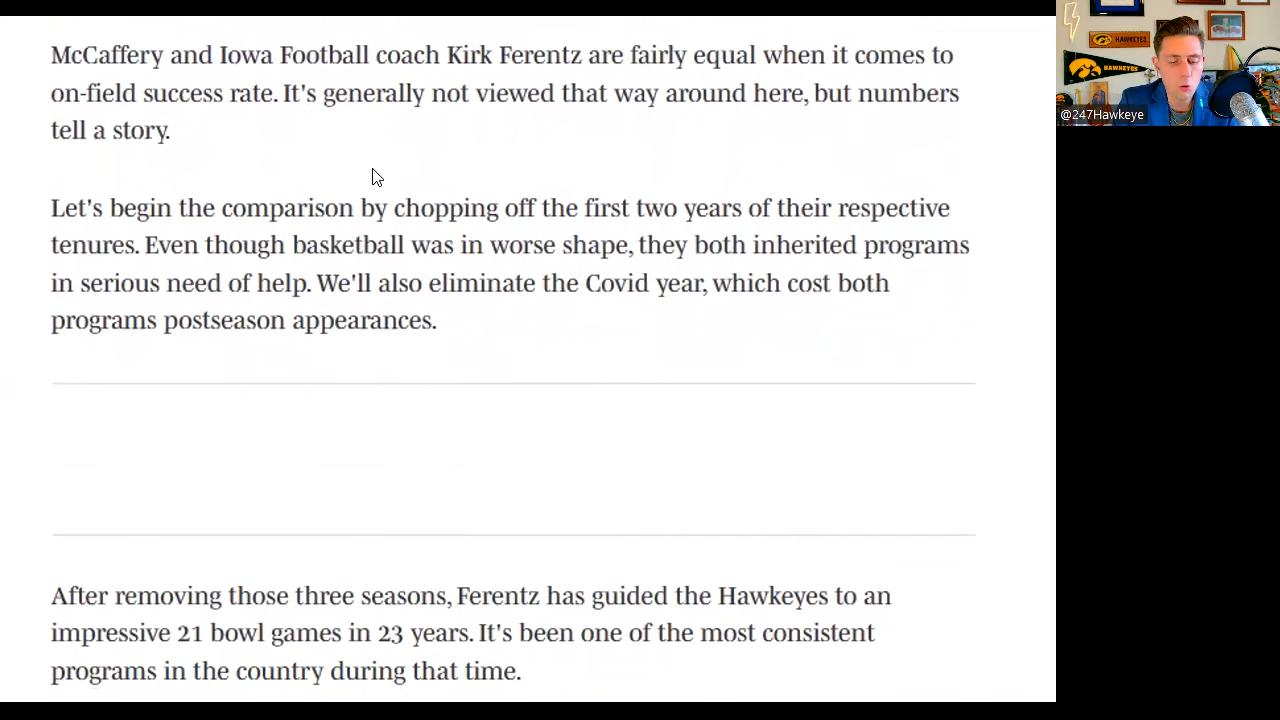 McCaffery and Iowa Football coach Kirk Ferentz are fairly equal when it comes to
on-field success rate. It's generally not viewed that way around here, but numbers
tell a story.
Let's begin the comparison by chopping off the first two years of their respective
tenures. Even though basketball was in worse shape, they both inherited programs
in serious need of help. We'll also eliminate the Covid year, which cost both
programs postseason appearances.
After removing those three seasons, Ferentz has guided the Hawkeyes to an
impressive 21 bowl games in 23 years. It's been one of the most consistent
programs in the country during that time.
HAWKEYES
HAWKEYES
@247Hawkeye